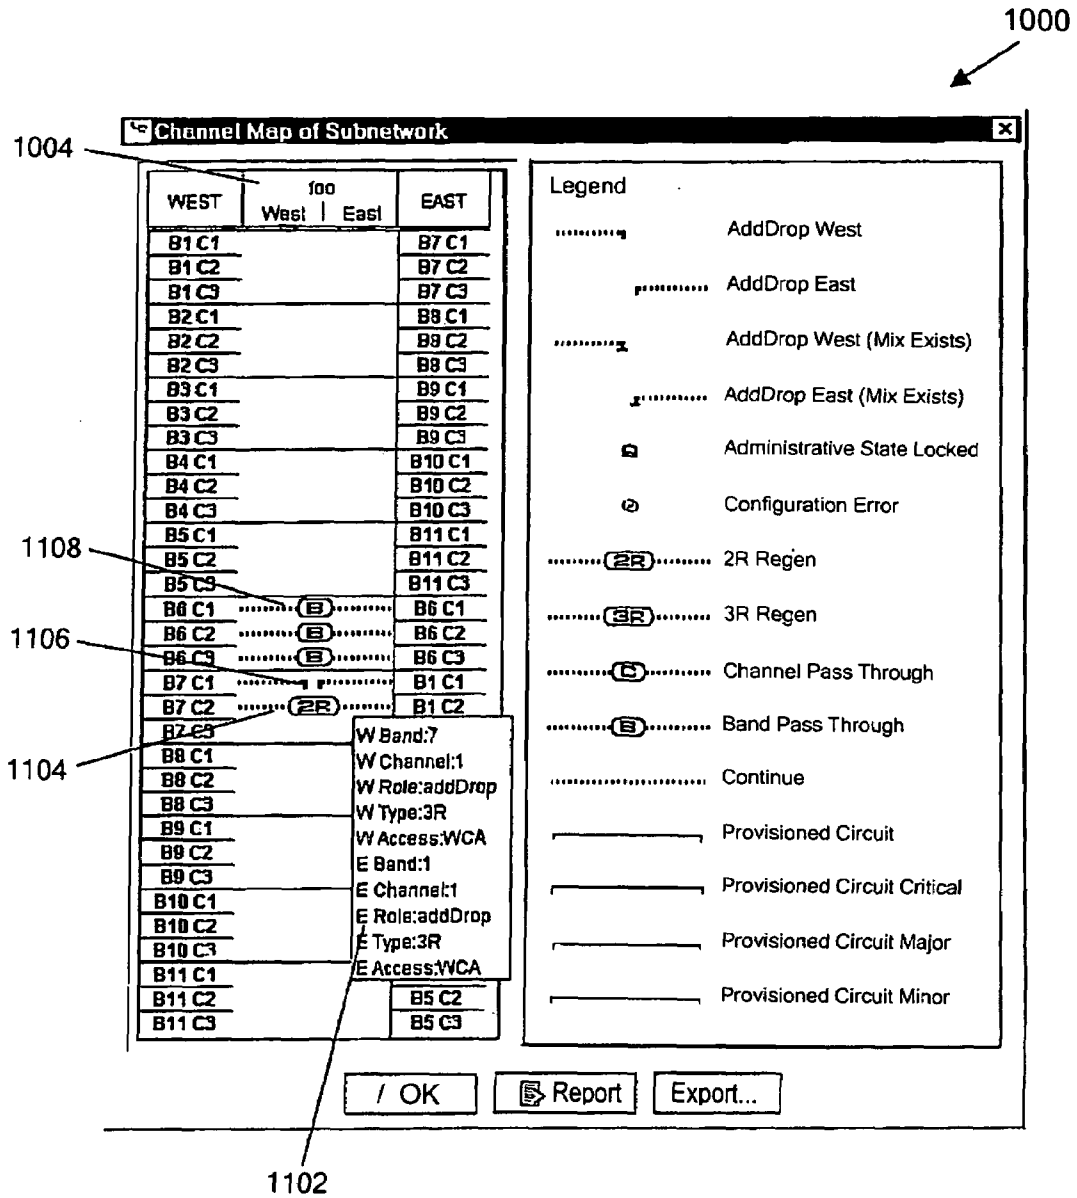 1000
Channel Map of Subnetwork
1004
WEST
foo
West | East
EAST
B1 C1 B7 C1
B1 C2 B7 C2
B1 C3 B7 C3
B2 C1 B8 C1
B2 C2 B8 C2
B2 C3 B8 C3
B3 C1 B9 C1
B3 C2 B9 C2
B3 C3 B9 C3
B4 C1 B10 C1
B4 C2 B10 C2
B4 C3 B10 C3
B5 C1 B11 C1
1108
B5 C2 B11 C2
B5 C3 B11 C3
B6 C1 B B6 C1
1106
B6 C2 B B6 C2
B6 C3 B B6 C3
B7 C1 B1 C1
B7 C2 2R B1 C2
B7 C3
1104
B8 C1
B8 C2
B8 C3
B9 C1
B9 C2
B9 C3
B10 C1
B10 C2
B10 C3
B11 C1
B11 C2 B5 C2
B11 C3 B5 C3
W Band:7
W Channel:1
W Role:addDrop
W Type:3R
W Access:WCA
E Band:1
E Channel:1
E Role:addDrop
E Type:3R
E Access:WCA
Legend
AddDrop West
AddDrop East
AddDrop West (Mix Exists)
AddDrop East (Mix Exists)
Administrative State Locked
Configuration Error
2R 2R Regen
3R 3R Regen
C Channel Pass Through
B Band Pass Through
Continue
Provisioned Circuit
Provisioned Circuit Critical
Provisioned Circuit Major
Provisioned Circuit Minor
/ OK
Report
Export...
1102